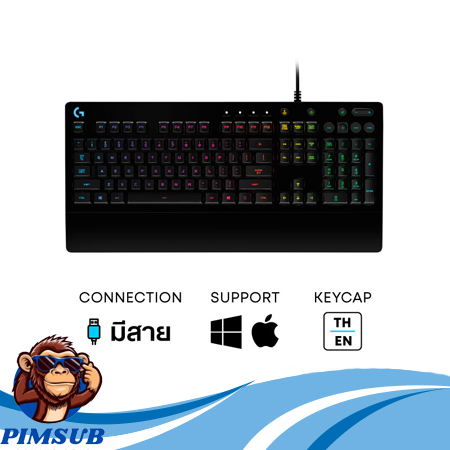 CONNECTION SUPPORT KEYCAP
มีสาย TH
EN
PIMSUB